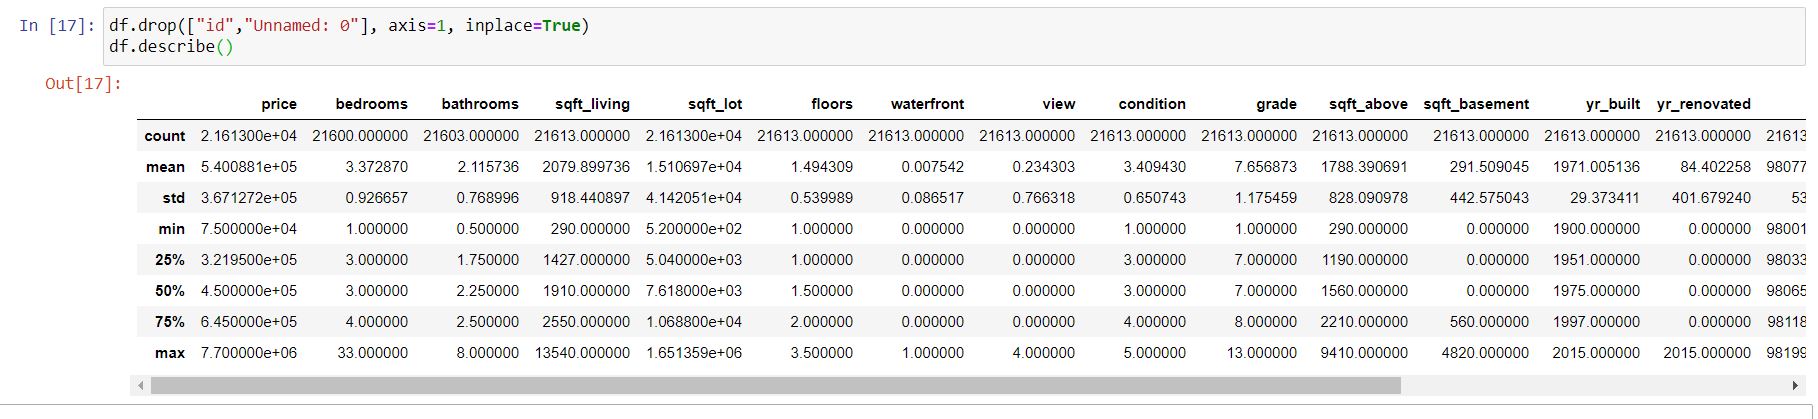 In [17]: df.drop(["id","Unnamed: 0"], axis=1, inplace=True)
df.describe()
Out[17]:
price bedrooms bathrooms sqft_living sqft_lot floors waterfront view condition grade sqft_above sqft_basement yr_built yr_renovated
count 2.161300e+04 21600.000000 21603.000000 21613.000000 2.161300e+04 21613.000000 21613.000000 21613.000000 21613.000000 21613.000000 21613.000000 21613.000000 21613.000000 21613.000000 21613
mean 5.400881e+05 3.372870 2.115736 2079.899736 1.510697e+04 1.494309 0.007542 0.234303 3.409430 7.656873 1788.390691 291.509045 1971.005136 84.402258 98077
std 3.671272e+05 0.926657 0.768996 918.440897 4.142051e+04 0.539989 0.086517 0.766318 0.650743 1.175459 828.090978 442.575043 29.373411 401.679240 53
min 7.500000e+04 1.000000 0.500000 290.000000 5.200000e+02 1.000000 0.000000 0.000000 1.000000 1.000000 290.000000 0.000000 1900.000000 0.000000 98001
25% 3.219500e+05 3.000000 1.750000 1427.000000 5.040000e+03 1.000000 0.000000 0.000000 3.000000 7.000000 1190.000000 0.000000 1951.000000 0.000000 98033
50% 4.500000e+05 3.000000 2.250000 1910.000000 7.618000e+03 1.500000 0.000000 0.000000 3.000000 7.000000 1560.000000 0.000000 1975.000000 0.000000 98065
75% 6.450000e+05 4.000000 2.500000 2550.000000 1.068800e+04 2.000000 0.000000 0.000000 4.000000 8.000000 2210.000000 560.000000 1997.000000 0.000000 98118
max 7.700000e+06 33.000000 8.000000 13540.000000 1.651359e+06 3.500000 1.000000 4.000000 5.000000 13.000000 9410.000000 4820.000000 2015.000000 2015.000000 98199